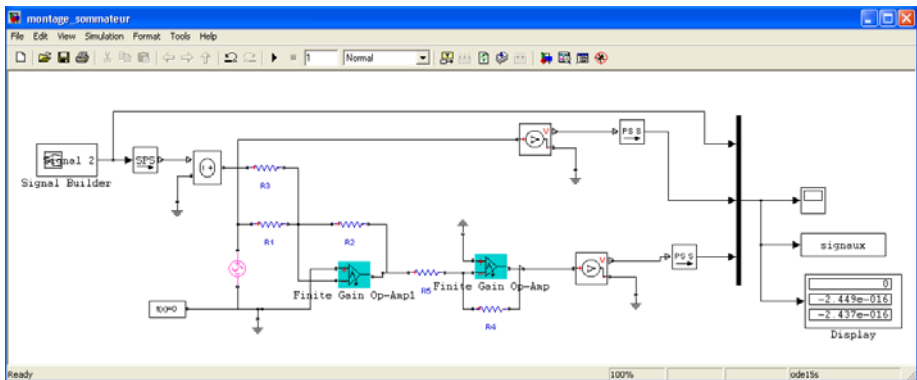 montage_sommateur
File Edit View Simulation Format Tools Help
1 Normal
Signal 2
Signal Builder
SPS
R3
R1
R2
f(x)=0
Finite Gain Op-Amp1
R5
Finite Gain Op-Amp
R4
V
PS S
V
PS S
signaux
0
-2.449e-016
-2.437e-016
Display
Ready 100% ode15s